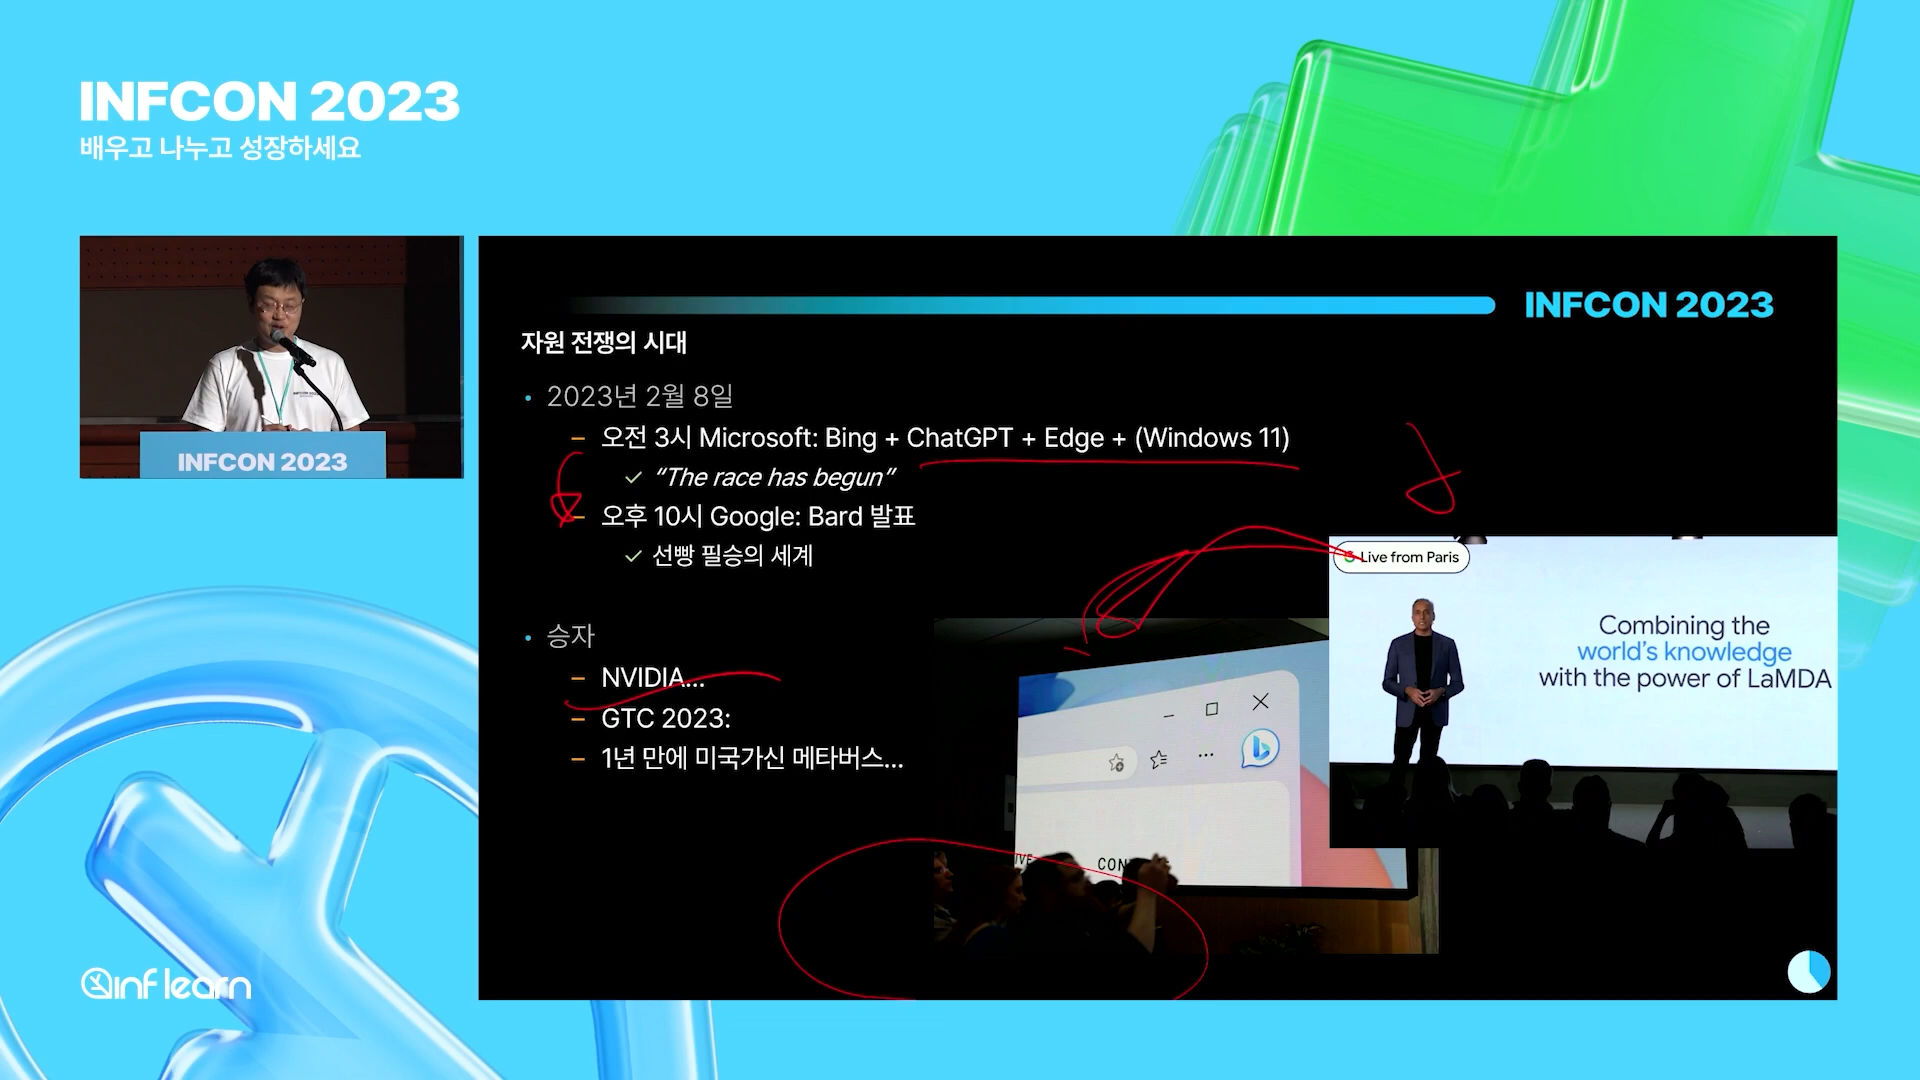 INFCON 2023
배우고 나누고 성장하세요
INFCON 2023
INFCON 2023
자원 전쟁의 시대
• 2023년 2월 8일
– 오전 3시 Microsoft: Bing + ChatGPT + Edge + (Windows 11)
✓ “The race has begun”
– 오후 10시 Google: Bard 발표
✓ 선빵 필승의 세계
• 승자
– NVIDIA...
– GTC 2023:
– 1년 만에 미국가신 메타버스...
Live from Paris
Combining the
world’s knowledge
with the power of LaMDA
inflearn